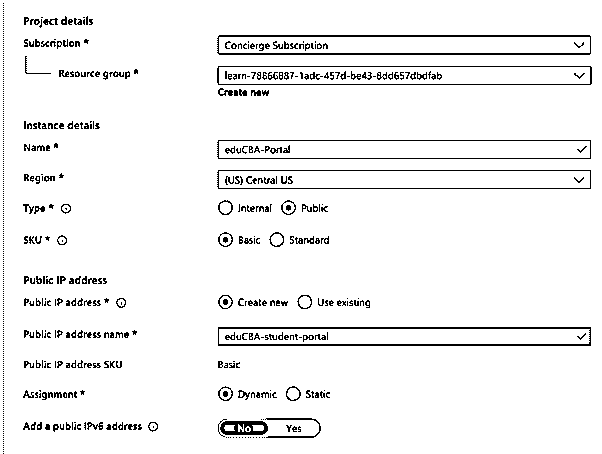 Project details
Subscription *
Concierge Subscription
Resource group *
learn-78666887-1adc-457d-be43-8dd657dbdfab
Create new
Instance details
Name *
eduCBA-Portal
Region *
(US) Central US
Type *
Internal Public
SKU *
Basic Standard
Public IP address
Public IP address *
Create new Use existing
Public IP address name *
eduCBA-student-portal
Public IP address SKU
Basic
Assignment *
Dynamic Static
Add a public IPv6 address
No Yes